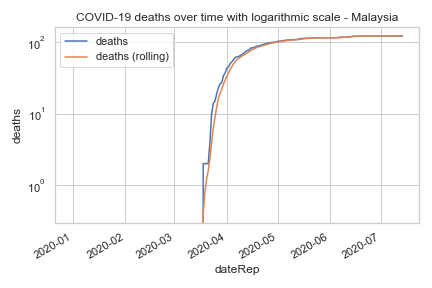 COVID-19 deaths over time with logarithmic scale - Malaysia
deaths
deaths (rolling)
10²
10¹
10⁰
deaths
2020-01
2020-02
2020-03
2020-04
2020-05
2020-06
2020-07
dateRep